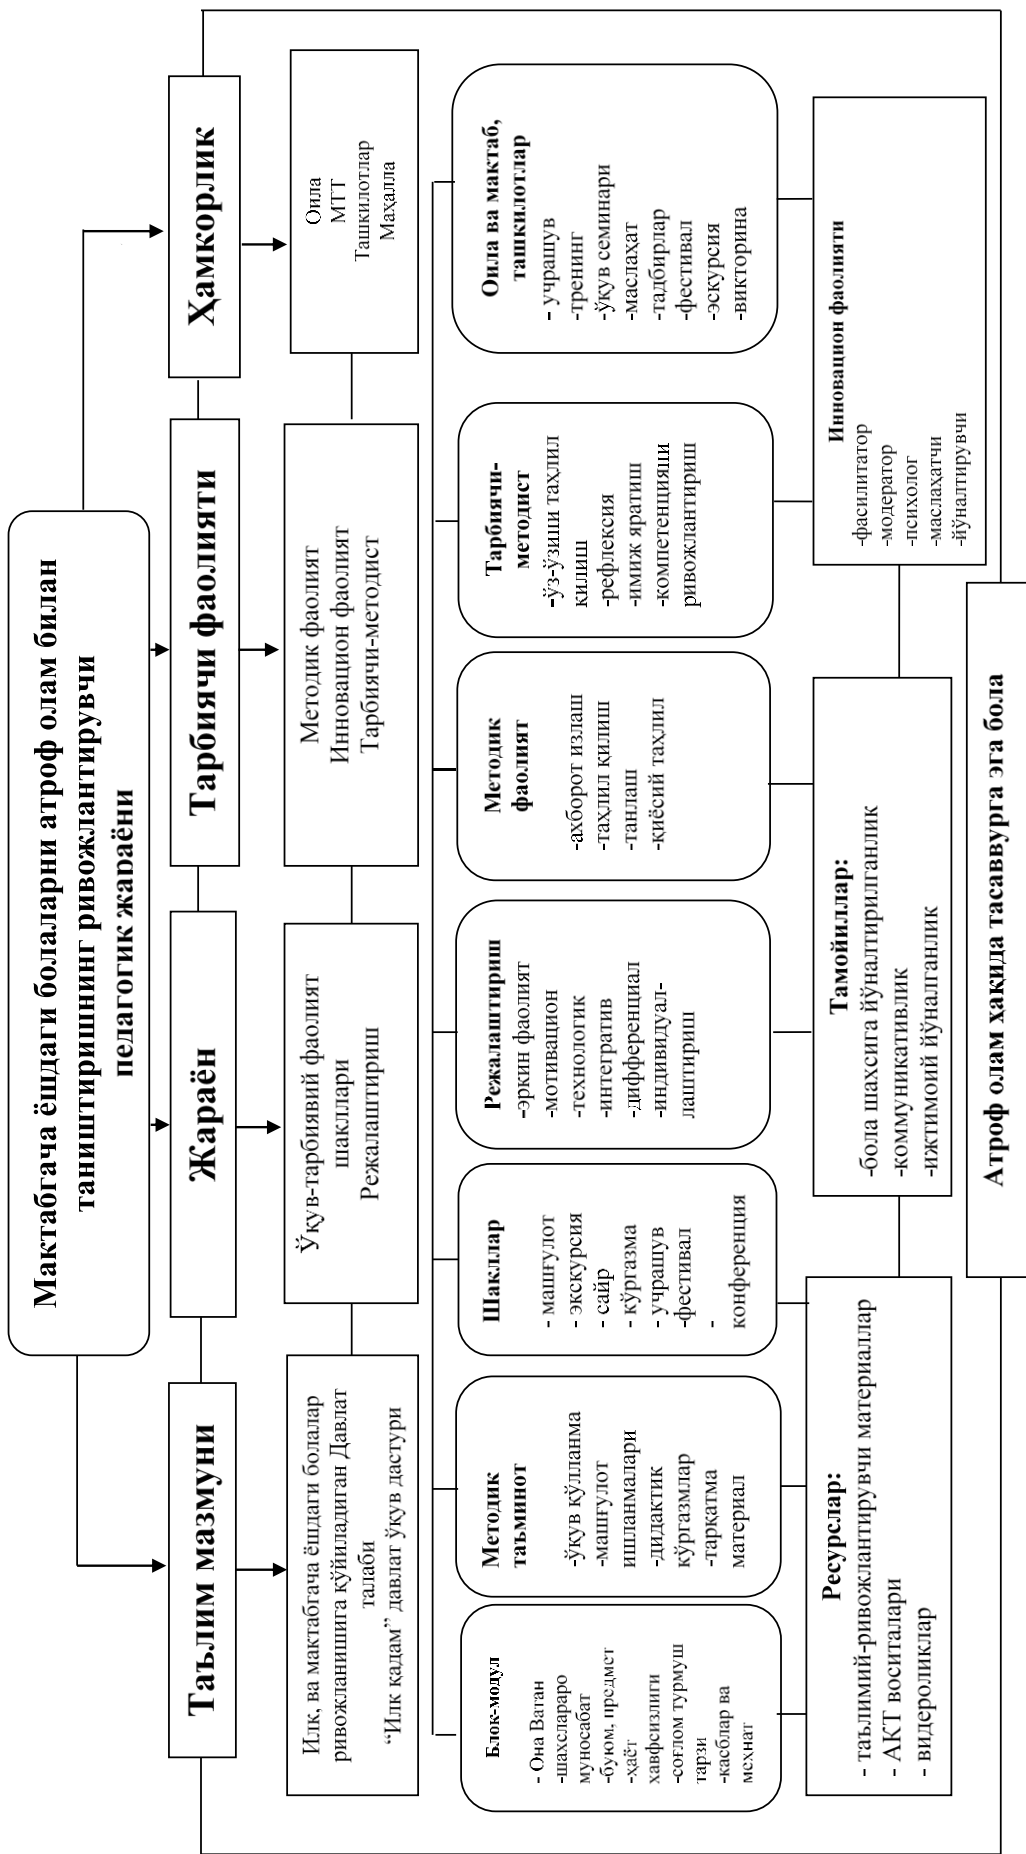 Мактабгача ёшдаги болаларни атроф олам билан
таништиришнинг ривожлантирувчи
педагогик жараёни
Таълим мазмуни
Жараён
Тарбиячи фаолияти
Ҳамкорлик
Илк, ва мактабгача ёшдаги болалар
ривожланишига қўйиладиган Давлат
талаби
“Илк қадам” давлат ўқув дастури
Ўқув-тарбиявий фаолият
шакллари
Режалаштириш
Методик фаолият
Инновацион фаолият
Тарбиячи-методист
Оила
МТТ
Ташкилотлар
Маҳалла
Блок-модул
- Она Ватан
-шахслараро
муносабат
-буюм, предмет
-ҳаёт
хавфсизлиги
-соғлом турмуш
тарзи
-касблар ва
меҳнат
Методик
таъминот
-ўқув қўлланма
-машғулот
ишланмалари
-дидактик
кўргазмлар
-тарқатма
материал
Шакллар
- машғулот
- экскурсия
- сайр
- кўргазма
- учрашув
-фестивал
-
конференция
Режалаштириш
-эркин фаолият
-мотивацион
-технологик
-интегратив
-дифференциал
-индивидуал-
лаштириш
Методик
фаолият
-ахборот излаш
-таҳлил қилиш
-танлаш
-қиёсий таҳлил
Тарбиячи-
методист
-ўз-ўзини таҳлил
қилиш
-рефлексия
-имиж яратиш
-компетенцияни
ривожлантириш
Оила ва мактаб,
ташкилотлар
- учрашув
-тренинг
-ўқув семинари
-маслаҳат
-тадбирлар
-фестивал
-эскурсия
-викторина
Ресурслар:
- таълимий-ривожлантирувчи материаллар
- АКТ воситалари
- видероликлар
Тамойиллар:
-бола шахсига йўналтирилганлик
-коммуникативлик
-ижтимоий йўналганлик
Инновацион фаолияти
-фасилитатор
-модератор
-психолог
-маслаҳатчи
-йўналтирувчи
Атроф олам ҳақида тасаввурга эга бола